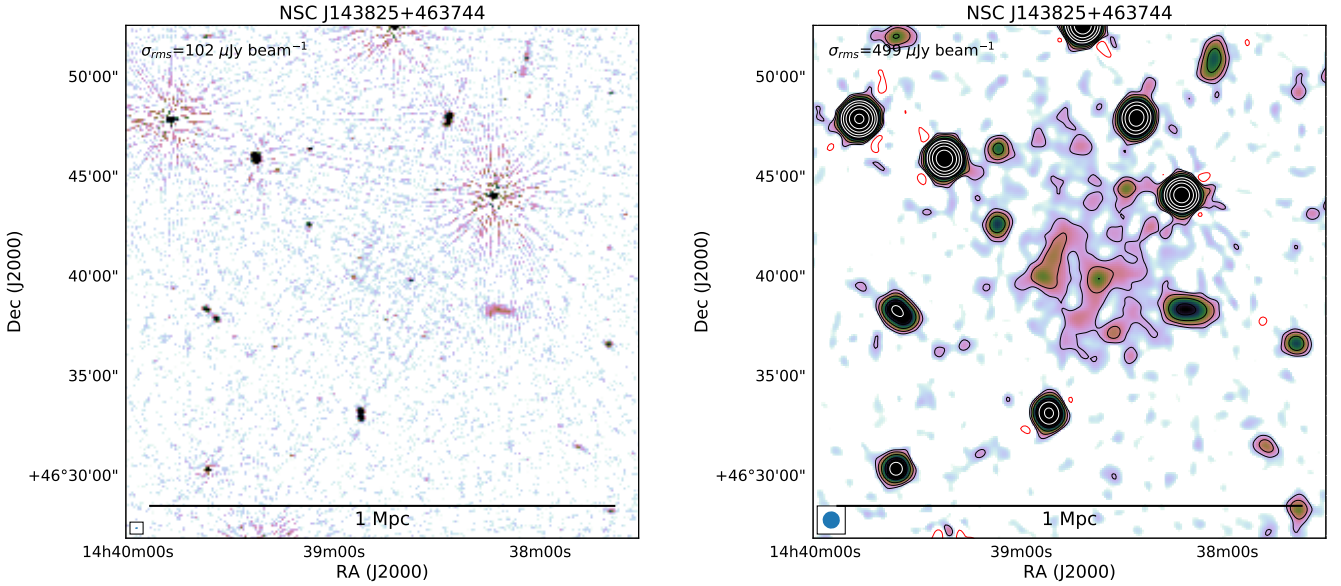 NSC J143825+463744
σrms=102 μJy beam⁻¹
50'00"
45'00"
40'00"
35'00"
+46°30'00"
Dec (J2000)
1 Mpc
14h40m00s
39m00s
38m00s
RA (J2000)
NSC J143825+463744
σrms=499 μJy beam⁻¹
50'00"
45'00"
40'00"
35'00"
+46°30'00"
Dec (J2000)
1 Mpc
14h40m00s
39m00s
38m00s
RA (J2000)